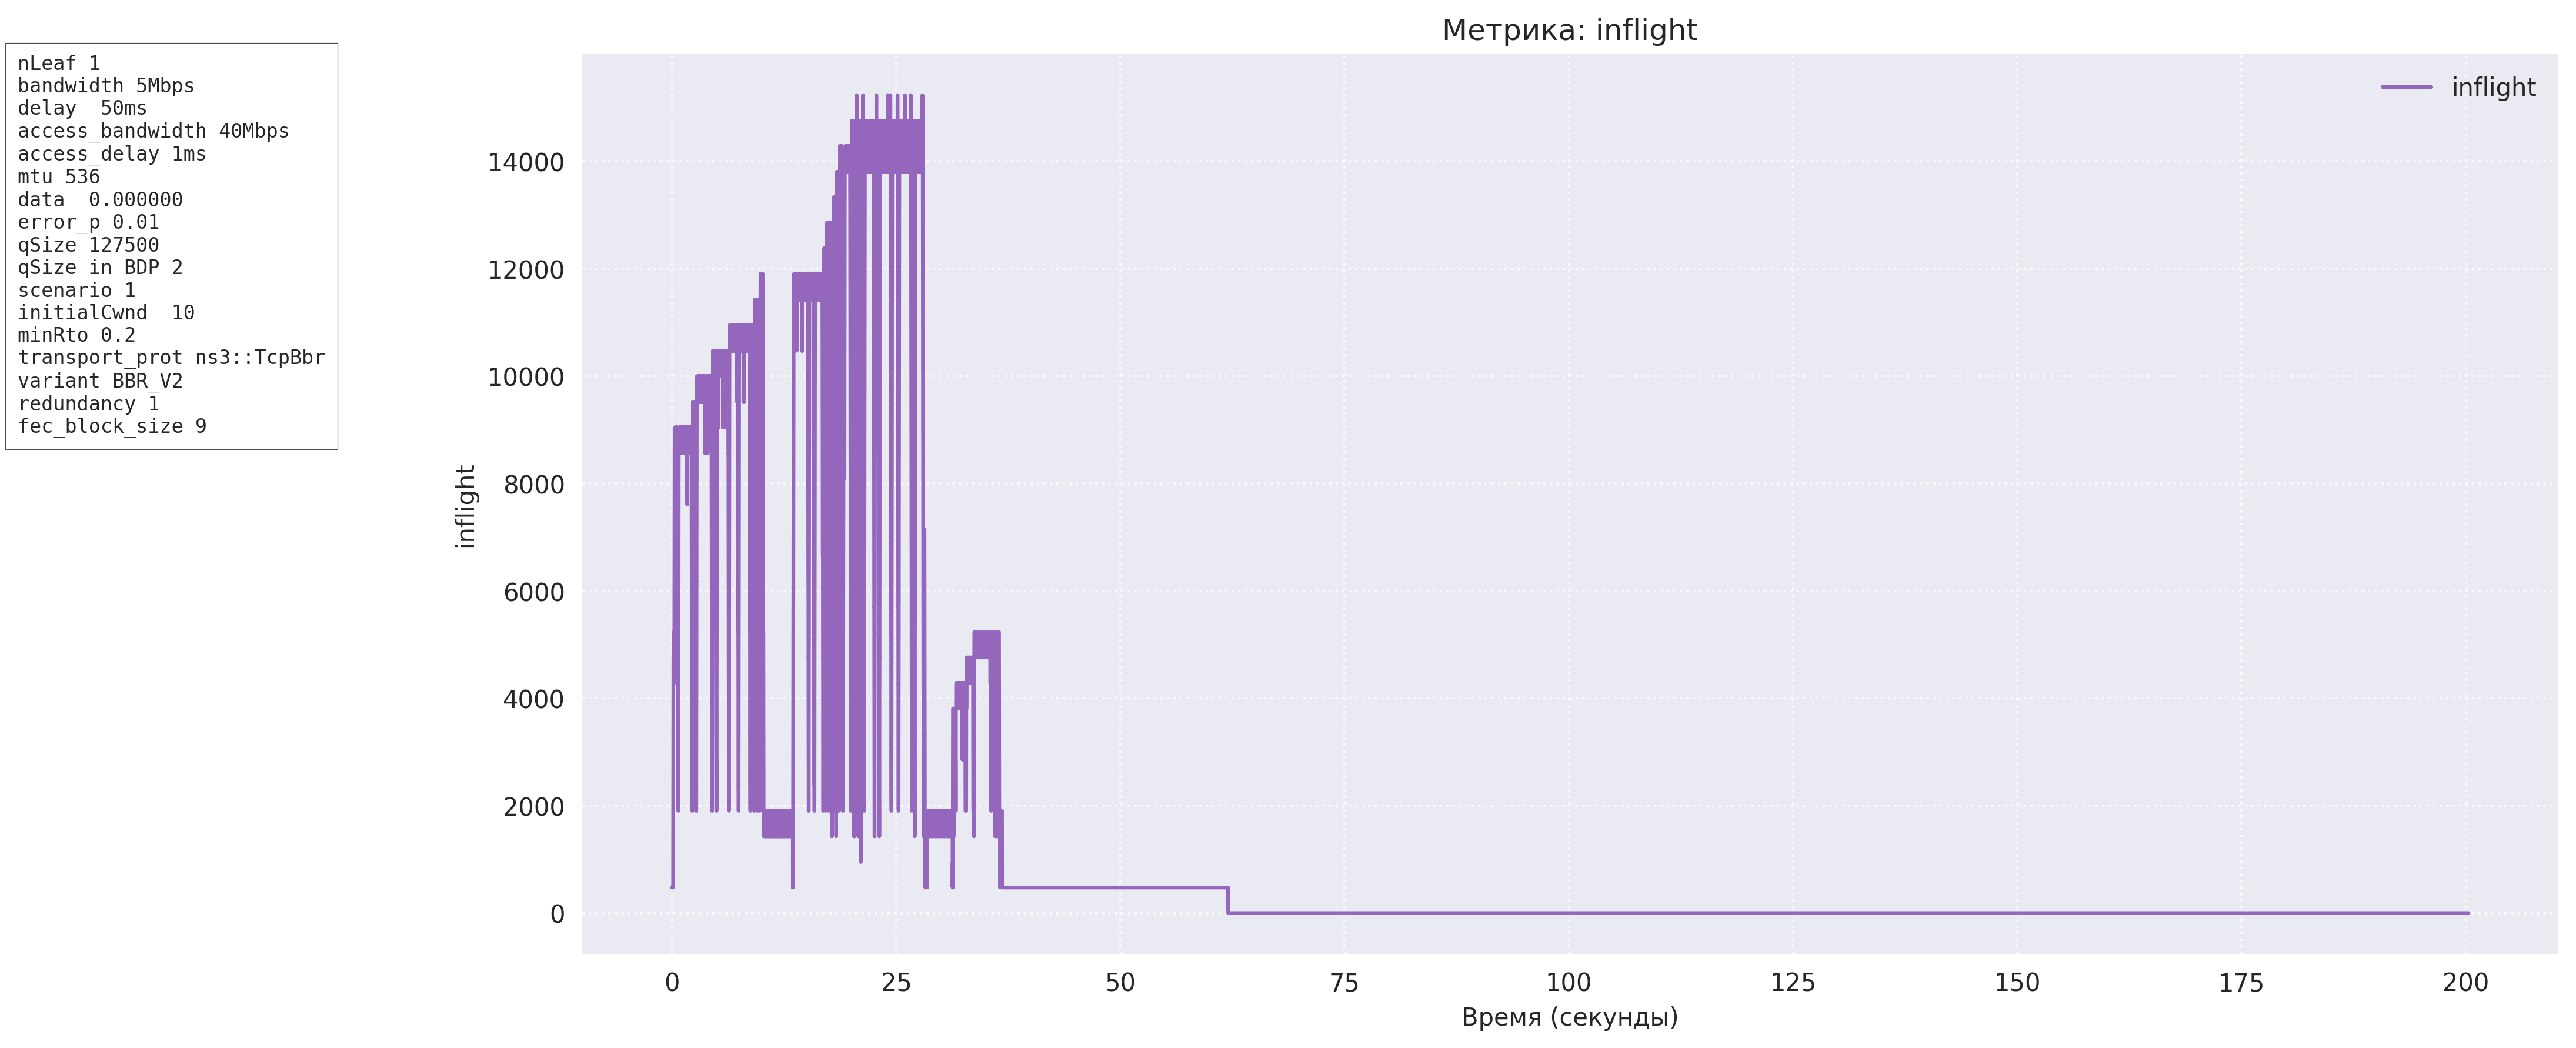 Метрика: inflight
nLeaf 1
bandwidth 5Mbps
delay  50ms
access_bandwidth 40Mbps
access_delay 1ms
mtu 536
data  0.000000
error_p 0.01
qSize 127500
qSize in BDP 2
scenario 1
initialCwnd  10
minRto 0.2
transport_prot ns3::TcpBbr
variant BBR_V2
redundancy 1
fec_block_size 9
inflight
inflight
14000
12000
10000
8000
6000
4000
2000
0
0 25 50 75 100 125 150 175 200
Время (секунды)